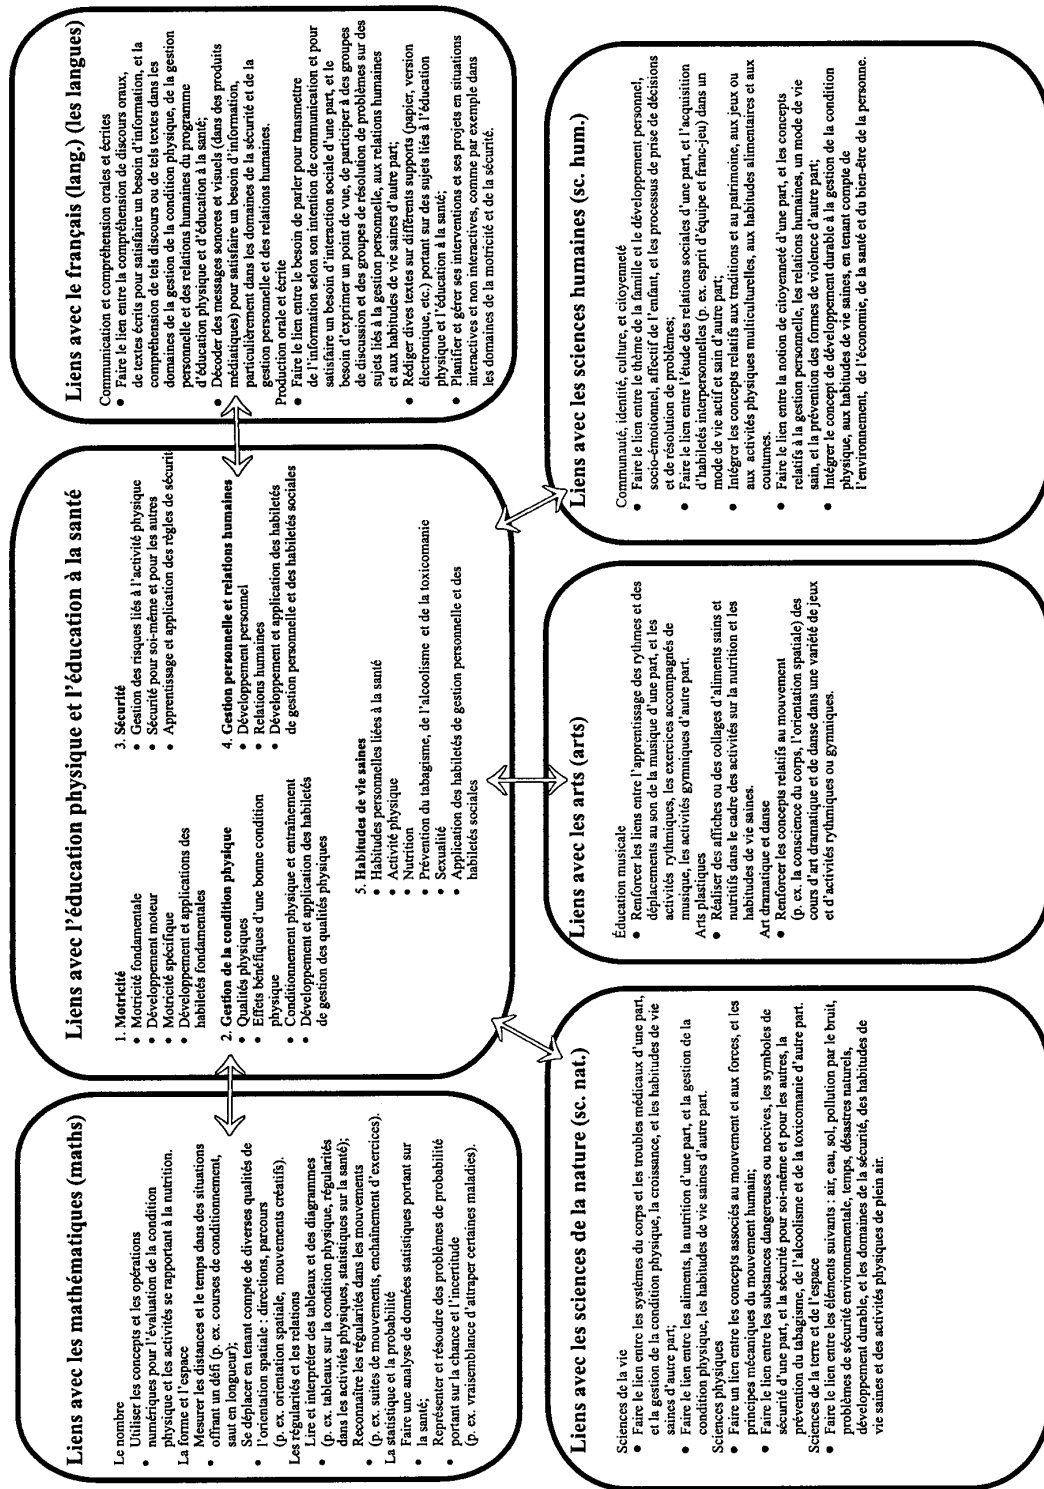 Liens avec les mathématiques (maths)
Le nombre
• Utiliser les concepts et les opérations
numériques pour l'évaluation de la condition
physique et les activités se rapportant à la nutrition.
La forme et l'espace
• Mesurer les distances et le temps dans des situations
offrant un défi (p. ex. courses de conditionnement,
saut en longueur);
• Se déplacer en tenant compte de diverses qualités de
l'orientation spatiale : directions, parcours
(p. ex. orientation spatiale, mouvements créatifs).
Les régularités et les relations
• Lire et interpréter des tableaux et des diagrammes
(p. ex. tableaux sur la condition physique, régularités
dans les activités physiques, statistiques sur la santé);
• Reconnaître les régularités dans les mouvements
(p. ex. suites de mouvements, enchaînement d'exercices).
La statistique et la probabilité
• Faire une analyse de données statistiques portant sur
la santé;
• Représenter et résoudre des problèmes de probabilité
portant sur la chance et l'incertitude
(p. ex. vraisemblance d'attraper certaines maladies).
Liens avec l'éducation physique et l'éducation à la santé
1. Motricité
• Motricité fondamentale
• Développement moteur
• Motricité spécifique
• Développement et applications des
habiletés fondamentales
2. Gestion de la condition physique
• Qualités physiques
• Effets bénéfiques d'une bonne condition
physique
• Conditionnement physique et entraînement
• Développement et application des habiletés
de gestion des qualités physiques
3. Sécurité
• Gestion des risques liés à l'activité physique
• Sécurité pour soi-même et pour les autres
• Apprentissage et application des règles de sécurité
4. Gestion personnelle et relations humaines
• Développement personnel
• Relations humaines
• Développement et application des habiletés
de gestion personnelle et des habiletés sociales
5. Habitudes de vie saines
• Habitudes personnelles liées à la santé
• Activité physique
• Nutrition
• Prévention du tabagisme, de l'alcoolisme et de la toxicomanie
• Sexualité
• Application des habiletés de gestion personnelle et des
habiletés sociales
Liens avec le français (lang.) (les langues)
Communication et compréhension orales et écrites
• Faire le lien entre la compréhension de discours oraux,
de textes écrits pour satisfaire un besoin d'information, et la
compréhension de tels discours ou de tels textes dans les
domaines de la gestion de la condition physique, de la gestion
personnelle et des relations humaines du programme
d'éducation physique et d'éducation à la santé;
• Décoder des messages sonores et visuels (dans des produits
médiatiques) pour satisfaire un besoin d'information,
particulièrement dans les domaines de la sécurité et de la
gestion personnelle et des relations humaines.
Production orale et écrite
• Faire le lien entre le besoin de parler pour transmettre
de l'information selon son intention de communication et pour
satisfaire un besoin d'interaction sociale d'une part, et le
besoin d'exprimer un point de vue, de participer à des groupes
de discussion et des groupes de résolution de problèmes sur des
sujets liés à la gestion personnelle, aux relations humaines
et aux habitudes de vie saines d'autre part;
• Rédiger dives textes sur différents supports (papier, version
électronique, etc.) portant sur des sujets liés à l'éducation
physique et l'éducation à la santé;
• Planifier et gérer ses interventions et ses projets en situations
interactives et non interactives, comme par exemple dans
les domaines de la motricité et de la sécurité.
Liens avec les sciences de la nature (sc. nat.)
Sciences de la vie
• Faire le lien entre les systèmes du corps et les troubles médicaux d'une part,
et la gestion de la condition physique, la croissance, et les habitudes de vie
saines d'autre part;
• Faire le lien entre les aliments, la nutrition d'une part, et la gestion de la
condition physique, les habitudes de vie saines d'autre part.
Sciences physiques
• Faire un lien entre les concepts associés au mouvement et aux forces, et les
principes mécaniques du mouvement humain;
• Faire le lien entre les substances dangereuses ou nocives, les symboles de
sécurité d'une part, et la sécurité pour soi-même et pour les autres, la
prévention du tabagisme, de l'alcoolisme et de la toxicomanie d'autre part.
Sciences de la terre et de l'espace
• Faire le lien entre les éléments suivants : air, eau, sol, pollution par le bruit,
problèmes de sécurité environnementale, temps, désastres naturels,
développement durable, et les domaines de la sécurité, des habitudes de
vie saines et des activités physiques de plein air.
Liens avec les arts (arts)
Éducation musicale
• Renforcer les liens entre l'apprentissage des rythmes et des
déplacements au son de la musique d'une part, et les
activités rythmiques, les exercices accompagnés de
musique, les activités gymniques d'autre part.
Arts plastiques
• Réaliser des affiches ou des collages d'aliments sains et
nutritifs dans le cadre des activités sur la nutrition et les
habitudes de vie saines.
Art dramatique et danse
• Renforcer les concepts relatifs au mouvement
(p. ex. la conscience du corps, l'orientation spatiale) des
cours d'art dramatique et de danse dans une variété de jeux
et d'activités rythmiques ou gymniques.
Liens avec les sciences humaines (sc. hum.)
Communauté, identité, culture, et citoyenneté
• Faire le lien entre le thème de la famille et le développement personnel,
socio-émotionnel, affectif de l'enfant, et les processus de prise de décisions
et de résolution de problèmes;
• Faire le lien entre l'étude des relations sociales d'une part, et l'acquisition
d'habiletés interpersonnelles (p. ex. esprit d'équipe et franc-jeu) dans un
mode de vie actif et sain d'autre part;
• Intégrer les concepts relatifs aux traditions et au patrimoine, aux jeux ou
aux activités physiques multiculturelles, aux habitudes alimentaires et aux
coutumes.
• Faire le lien entre la notion de citoyenneté d'une part, et les concepts
relatifs à la gestion personnelle, les relations humaines, un mode de vie
sain, et la prévention des formes de violence d'autre part;
• Intégrer le concept de développement durable à la gestion de la condition
physique, aux habitudes de vie saines, en tenant compte de
l'environnement, de l'économie, de la santé et du bien-être de la personne.